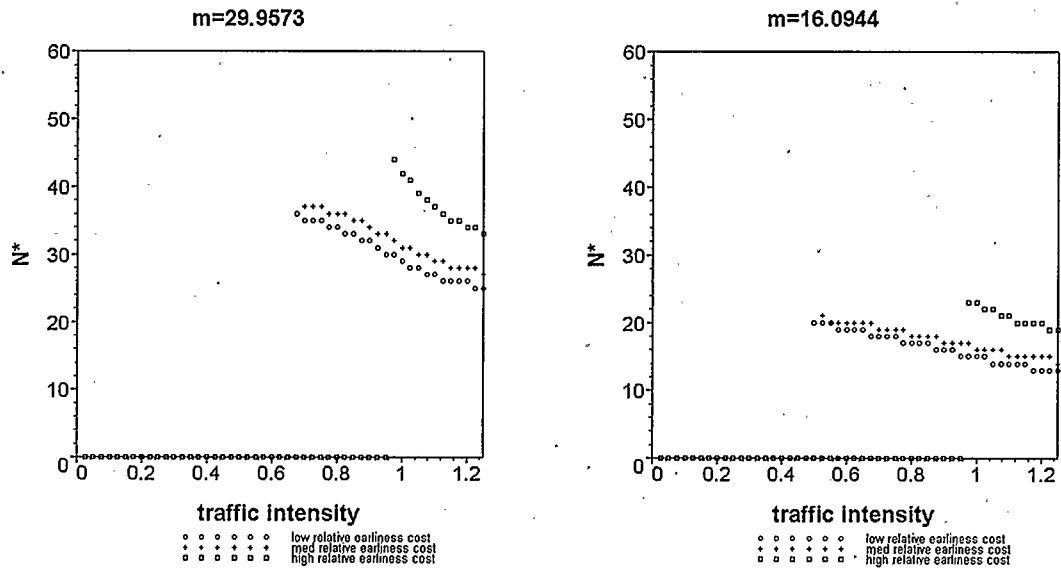 m=29.9573
60
50
40
30
20
10
0
N*
0 0.2 0.4 0.6 0.8 1 1.2
traffic intensity
low relative earliness cost
med relative earliness cost
high relative earliness cost
m=16.0944
60
50
40
30
20
10
0
N*
0 0.2 0.4 0.6 0.8 1 1.2
traffic intensity
low relative earliness cost
med relative earliness cost
high relative earliness cost